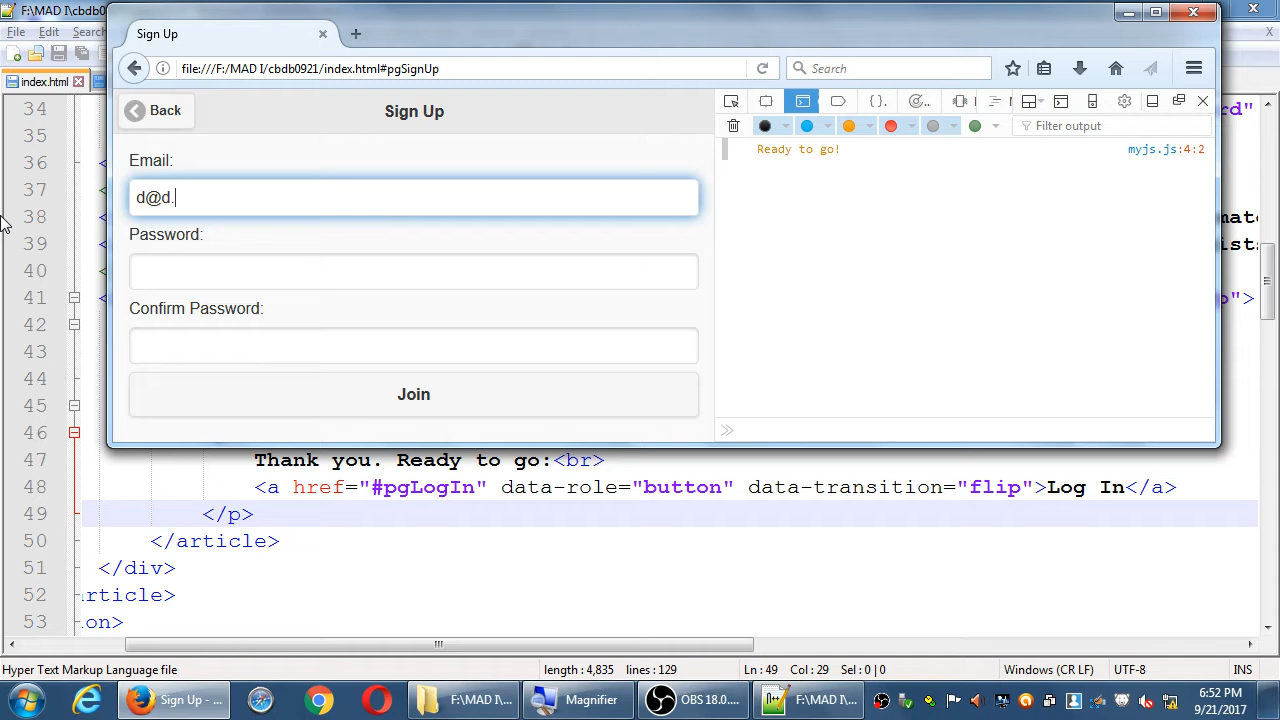 F:\MAD I\cbdb0
File Edit Search
index.html
Sign Up
file:///F:/MAD I/cbdb0921/index.html#pgSignUp
Search
Back
Sign Up
Email:
d@d.
Password:
Confirm Password:
Join
Filter output
Ready to go!
myjs.js:4:2
34
35
36
37
38
39
40
41
42
43
44
45
46
47 Thank you. Ready to go:<br>
48 <a href="#pgLogIn" data-role="button" data-transition="flip">Log In</a>
49 </p>
50 </article>
51 </div>
52 rticle>
53 on>
Hyper Text Markup Language file
length : 4,835 lines : 129
Ln : 49 Col : 29 Sel : 0 | 0
Windows (CR LF)
UTF-8
INS
Sign Up - ...
F:\MAD I\cbdb092...
Magnifier
OBS 18.0....
F:\MAD I\...
6:52 PM
9/21/2017